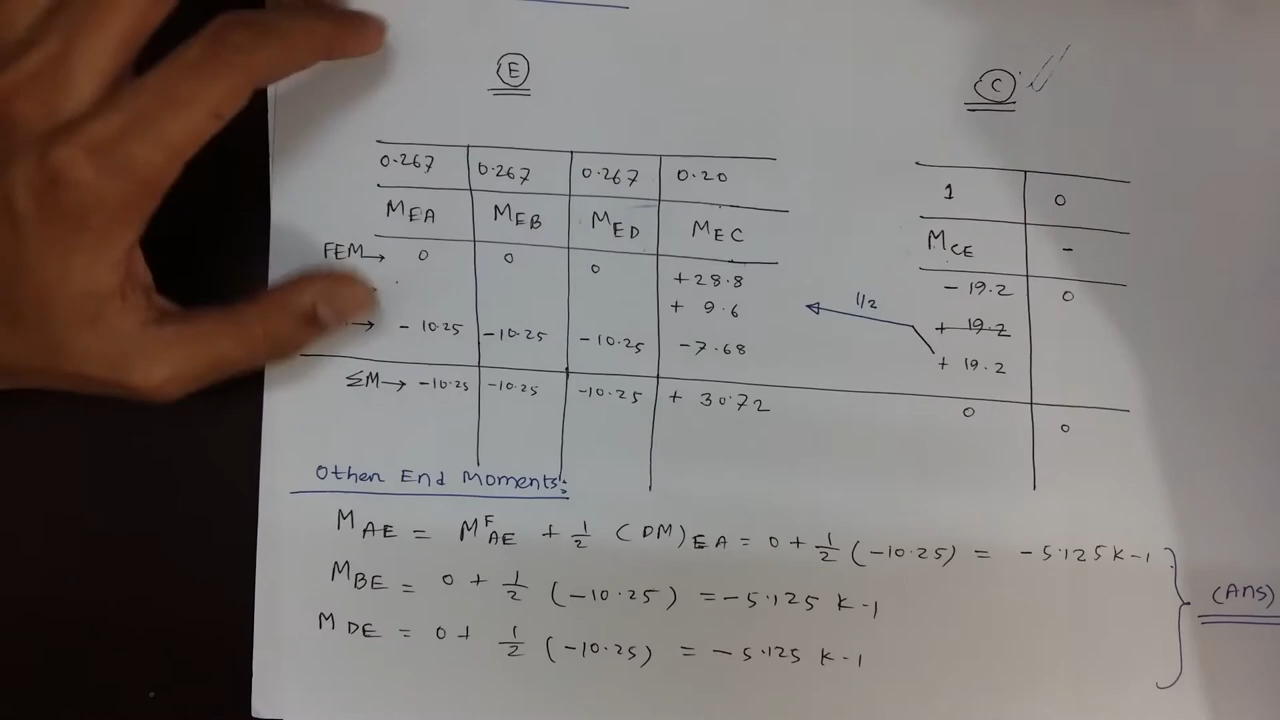 E C
0.267 0.267 0.267 0.20 1 0
MEA MEB MED MEC MCE -
FEM→ 0 0 0 +28.8 -19.2 0
+ 9.6 1/2 + 19.2
→ -10.25 -10.25 -10.25 -7.68 + 19.2
ΣM→ -10.25 -10.25 -10.25 + 30.72 0 0
Other End Moments:
MAE = M^F AE + 1/2 (DM)EA = 0 + 1/2 (-10.25) = -5.125 K-1
MBE = 0 + 1/2 (-10.25) = -5.125 K-1
MDE = 0 + 1/2 (-10.25) = -5.125 K-1
(Ans)